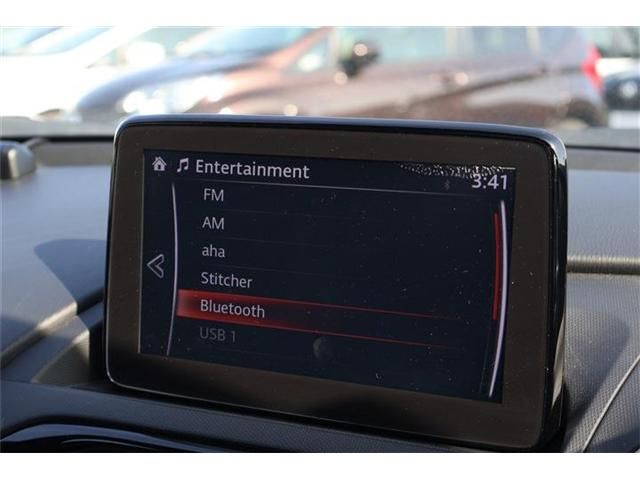 Entertainment 3:41
FM
AM
aha
Stitcher
Bluetooth
USB 1